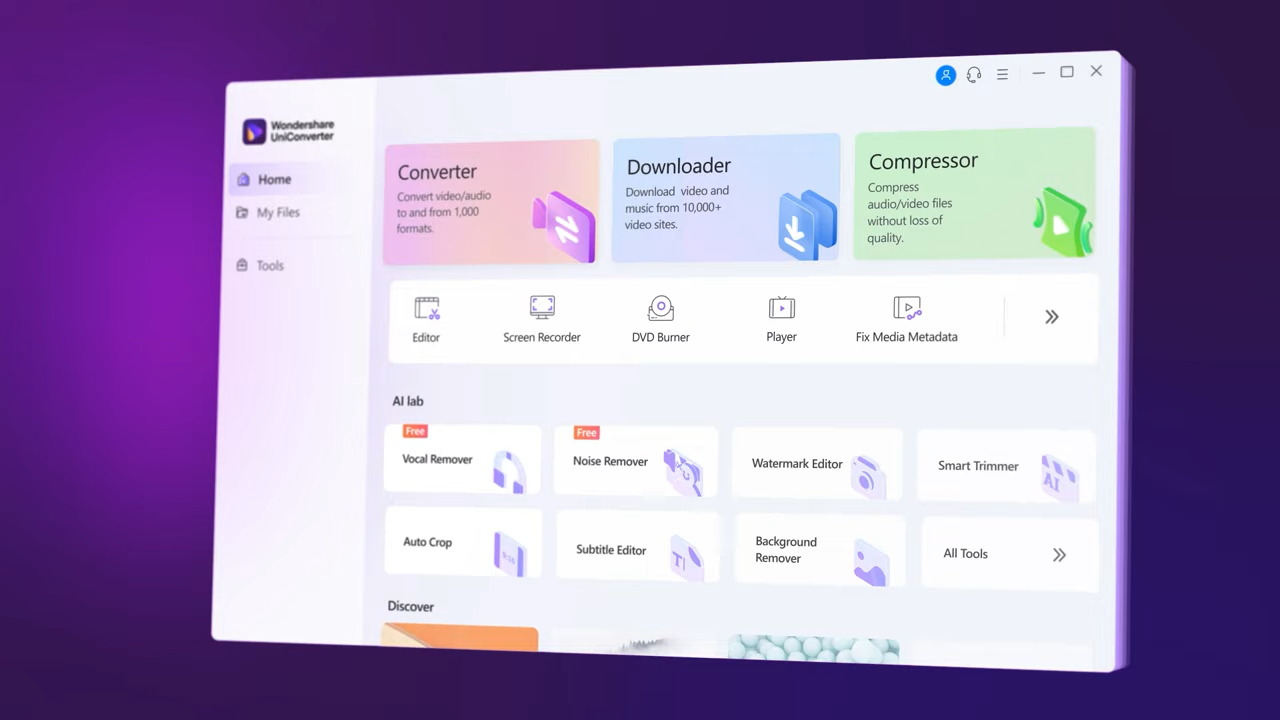 Wondershare
UniConverter
Home
My Files
Tools
Converter
Convert video/audio
to and from 1,000
formats.
Downloader
Download video and
music from 10,000+
video sites.
Compressor
Compress
audio/video files
without loss of
quality.
Editor
Screen Recorder
DVD Burner
Player
Fix Media Metadata
AI lab
Free
Vocal Remover
Free
Noise Remover
Watermark Editor
Smart Trimmer
AI
Auto Crop
9:16
Subtitle Editor
T
Background
Remover
All Tools
Discover